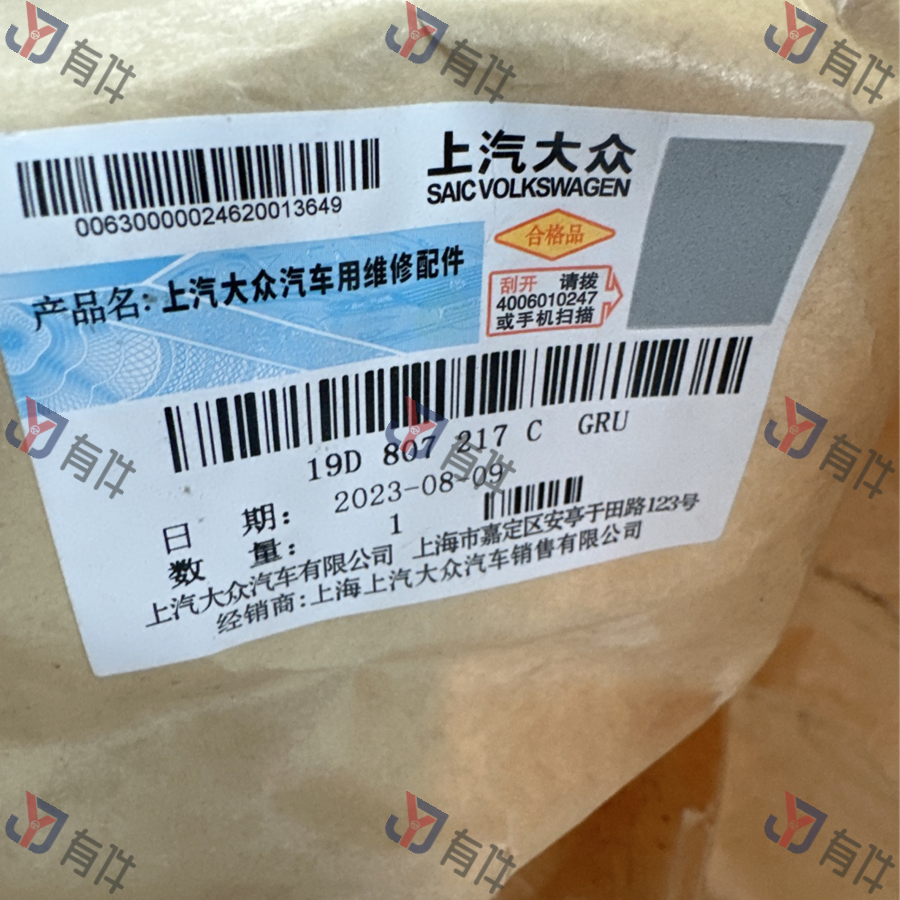 上汽大众
SAIC VOLKSWAGEN
00630000024620013649
合格品
产品名:上汽大众汽车用维修配件
刮开 请拨
4006010247
或手机扫描
19D 807 217 C GRU
日 期: 2023-08-09
数 量: 1
上汽大众汽车有限公司 上海市嘉定区安亭于田路123号
经销商:上海上汽大众汽车销售有限公司
有件
有件
有件
有件
有件
有件
有件
有件
有件